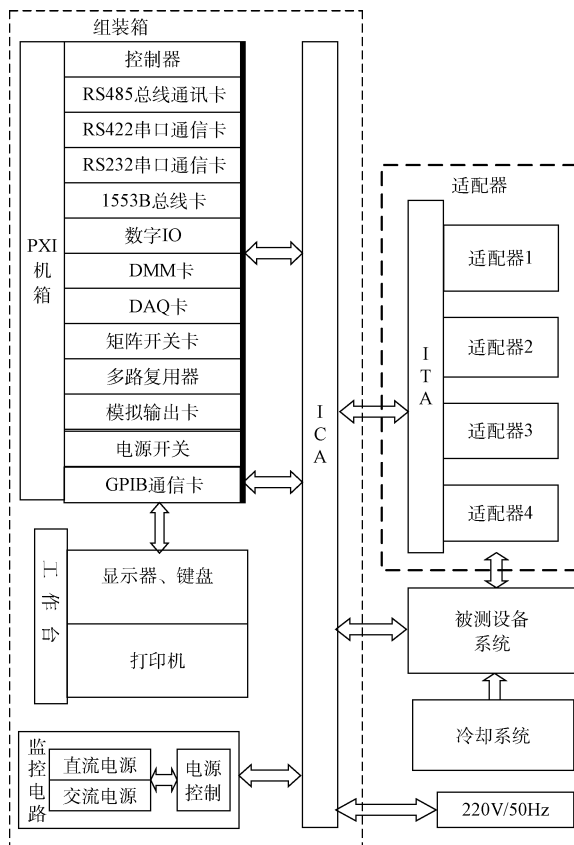 组装箱
PXI
机
箱
控制器
RS485总线通讯卡
RS422串口通信卡
RS232串口通信卡
1553B总线卡
数字IO
DMM卡
DAQ卡
矩阵开关卡
多路复用器
模拟输出卡
电源开关
GPIB通信卡
工
作
台
显示器、键盘
打印机
监
控
电
路
直流电源
交流电源
电源
控制
I
C
A
适配器
I
T
A
适配器1
适配器2
适配器3
适配器4
被测设备
系统
冷却系统
220V/50Hz